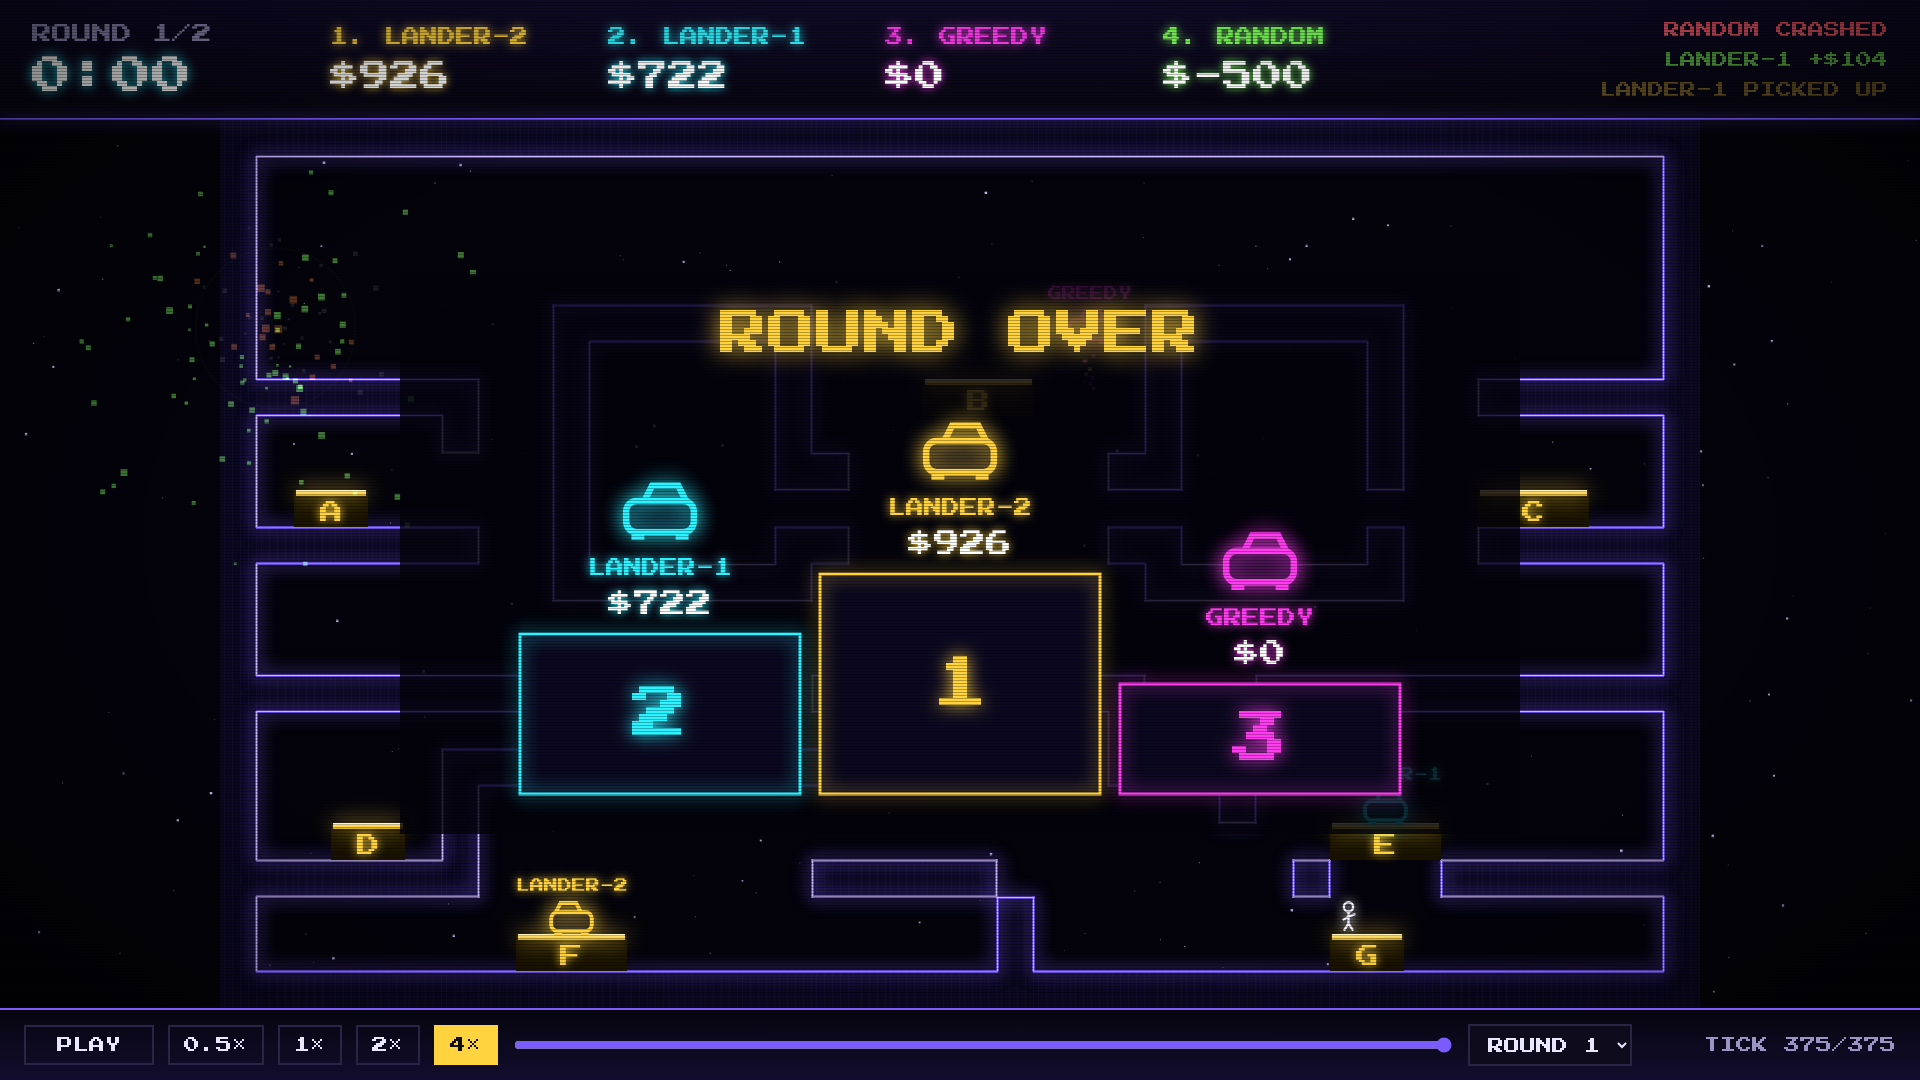 ROUND 1/2
0:00
1. LANDER-2
$926
2. LANDER-1
$722
3. GREEDY
$0
4. RANDOM
$-500
RANDOM CRASHED
LANDER-1 +$104
LANDER-1 PICKED UP
GREEDY
ROUND OVER
B
LANDER-2
$926
A
C
LANDER-1
$722
GREEDY
$0
1
2
3
R-1
D
E
LANDER-2
F
G
PLAY
0.5×
1×
2×
4×
ROUND 1
TICK 375/375